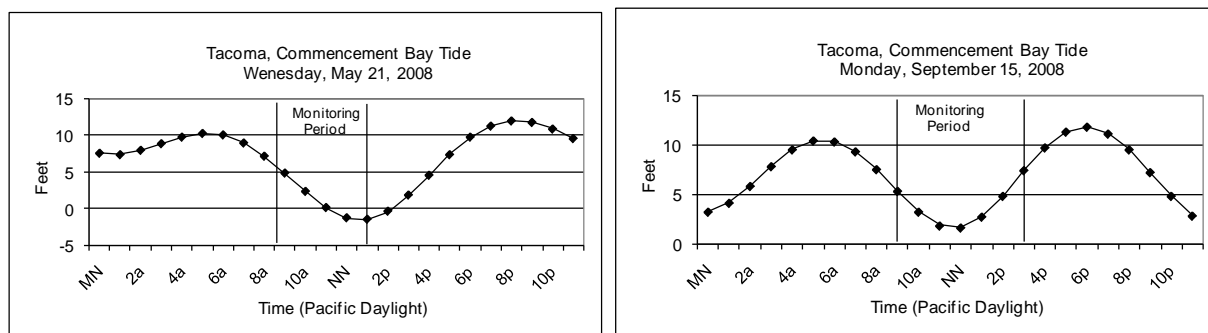 Tacoma, Commencement Bay Tide
Wenesday, May 21, 2008
Monitoring
Period
15
10
5
0
-5
Feet
MN 2a 4a 6a 8a 10a NN 2p 4p 6p 8p 10p
Time (Pacific Daylight)
Tacoma, Commencement Bay Tide
Monday, September 15, 2008
Monitoring
Period
15
10
5
0
Feet
MN 2a 4a 6a 8a 10a NN 2p 4p 6p 8p 10p
Time (Pacific Daylight)